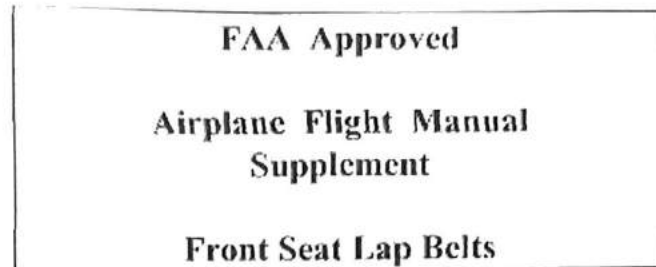 FAA Approved
Airplane Flight Manual
Supplement
Front Seat Lap Belts